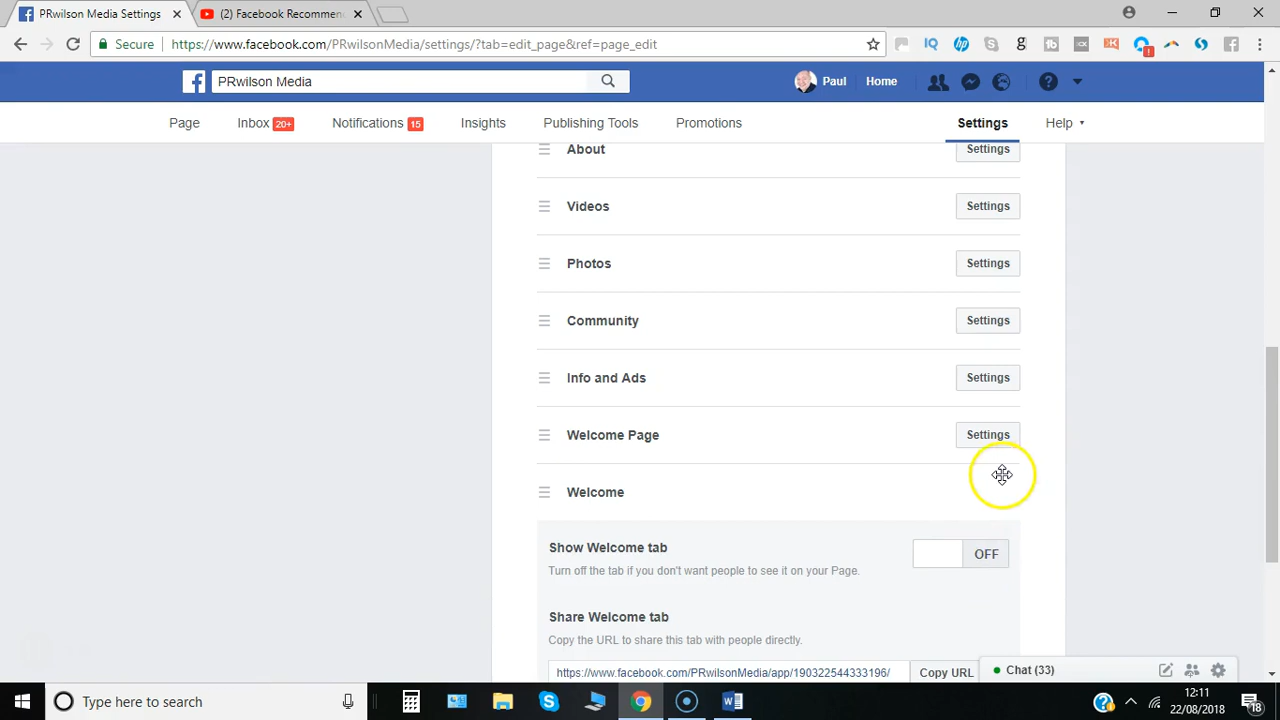 PRwilson Media Settings
(2) Facebook Recommen
Secure
https://www.facebook.com/PRwilsonMedia/settings/?tab=edit_page&ref=page_edit
PRwilson Media
Paul
Home
Page
Inbox 20+
Notifications 15
Insights
Publishing Tools
Promotions
Settings
Help
About
Settings
Videos
Settings
Photos
Settings
Community
Settings
Info and Ads
Settings
Welcome Page
Settings
Welcome
Show Welcome tab
OFF
Turn off the tab if you don't want people to see it on your Page.
Share Welcome tab
Copy the URL to share this tab with people directly.
https://www.facebook.com/PRwilsonMedia/app/190322544333196/
Copy URL
Chat (33)
Type here to search
12:11
22/08/2018
18